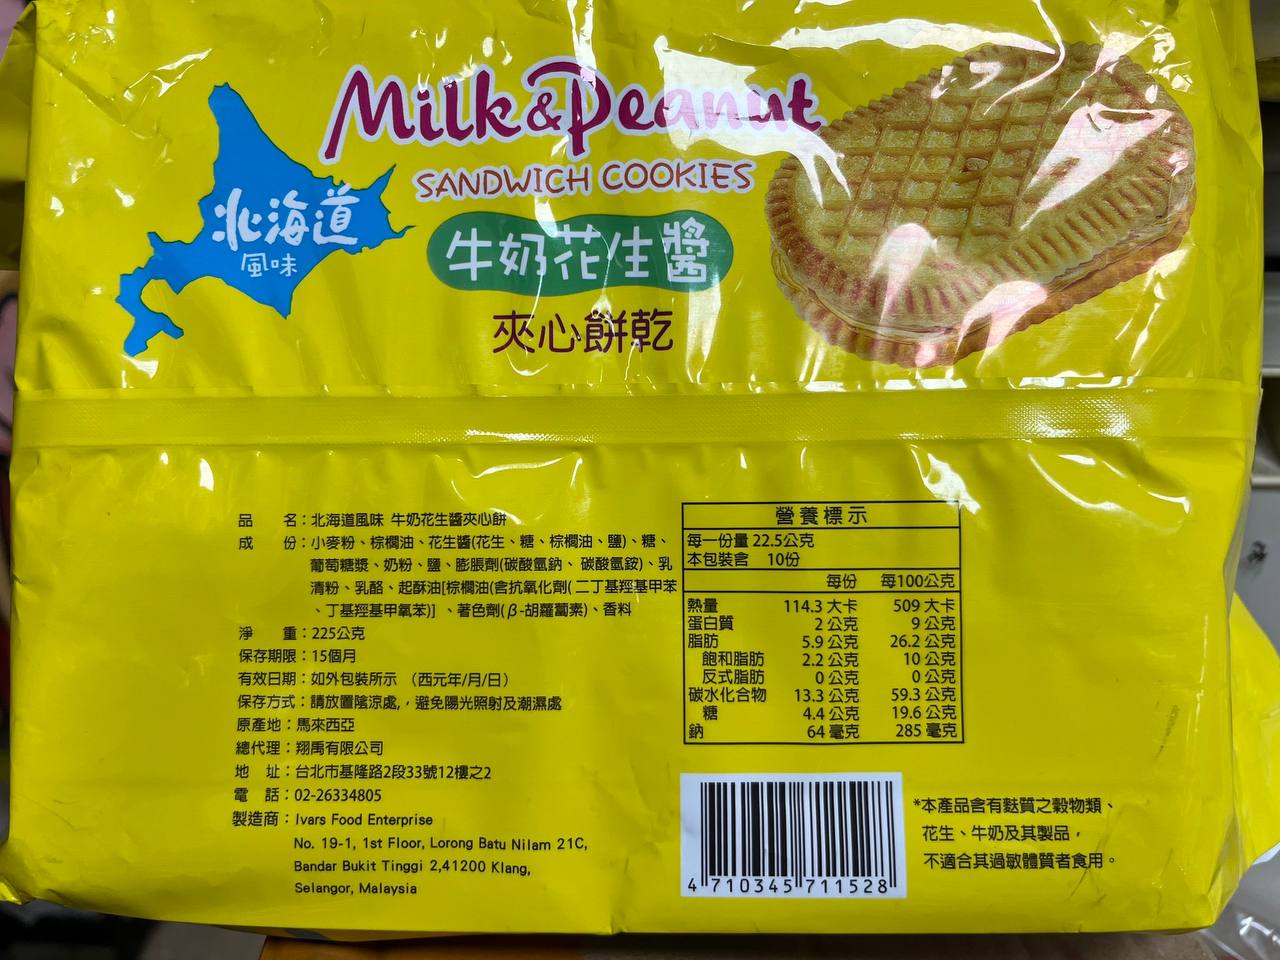 Milk&Peanut
SANDWICH COOKIES
北海道
風味
牛奶花生醬
夾心餅乾
品 名：北海道風味 牛奶花生醬夾心餅
成 份：小麥粉、棕櫚油、花生醬(花生、糖、棕櫚油、鹽)、糖、
葡萄糖漿、奶粉、鹽、膨脹劑(碳酸氫鈉、碳酸氫銨)、乳
清粉、乳酪、起酥油[棕櫚油(含抗氧化劑(二丁基羥基甲苯
、丁基羥基甲氧苯)]、著色劑(β-胡蘿蔔素)、香料
淨 重：225公克
保存期限：15個月
有效日期：如外包裝所示 （西元年/月/日）
保存方式：請放置陰涼處,，避免陽光照射及潮濕處
原產地：馬來西亞
總代理：翔禹有限公司
地 址：台北市基隆路2段33號12樓之2
電 話：02-26334805
製造商：Ivars Food Enterprise
No. 19-1, 1st Floor, Lorong Batu Nilam 21C,
Bandar Bukit Tinggi 2,41200 Klang,
Selangor, Malaysia
營養標示
每一份量 22.5公克
本包裝含 10份
每份 每100公克
熱量 114.3 大卡 509 大卡
蛋白質 2 公克 9 公克
脂肪 5.9 公克 26.2 公克
飽和脂肪 2.2 公克 10 公克
反式脂肪 0 公克 0 公克
碳水化合物 13.3 公克 59.3 公克
糖 4.4 公克 19.6 公克
鈉 64 毫克 285 毫克
4 710345 711528
*本產品含有麩質之穀物類、
花生、牛奶及其製品，
不適合其過敏體質者食用。